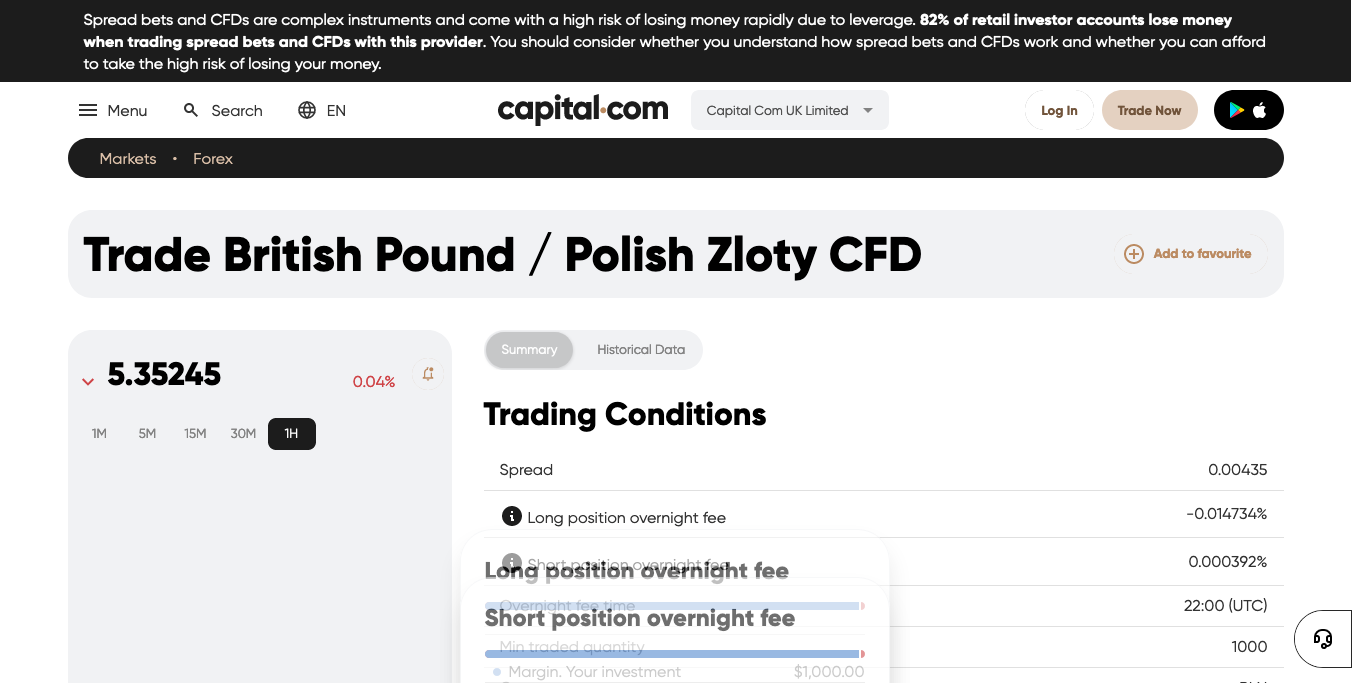 Spread bets and CFDs are complex instruments and come with a high risk of losing money rapidly due to leverage. 82% of retail investor accounts lose money
when trading spread bets and CFDs with this provider. You should consider whether you understand how spread bets and CFDs work and whether you can afford
to take the high risk of losing your money.
Menu Search EN capital.com Capital Com UK Limited Log In Trade Now
Markets • Forex
Trade British Pound / Polish Zloty CFD Add to favourite
5.35245 0.04%
1M 5M 15M 30M 1H
Summary Historical Data
Trading Conditions
Spread 0.00435
Long position overnight fee -0.014734%
Short position overnight fee 0.000392%
Long position overnight fee
Overnight fee time 22:00 (UTC)
Short position overnight fee
Min traded quantity 1000
Margin. Your investment $1,000.00